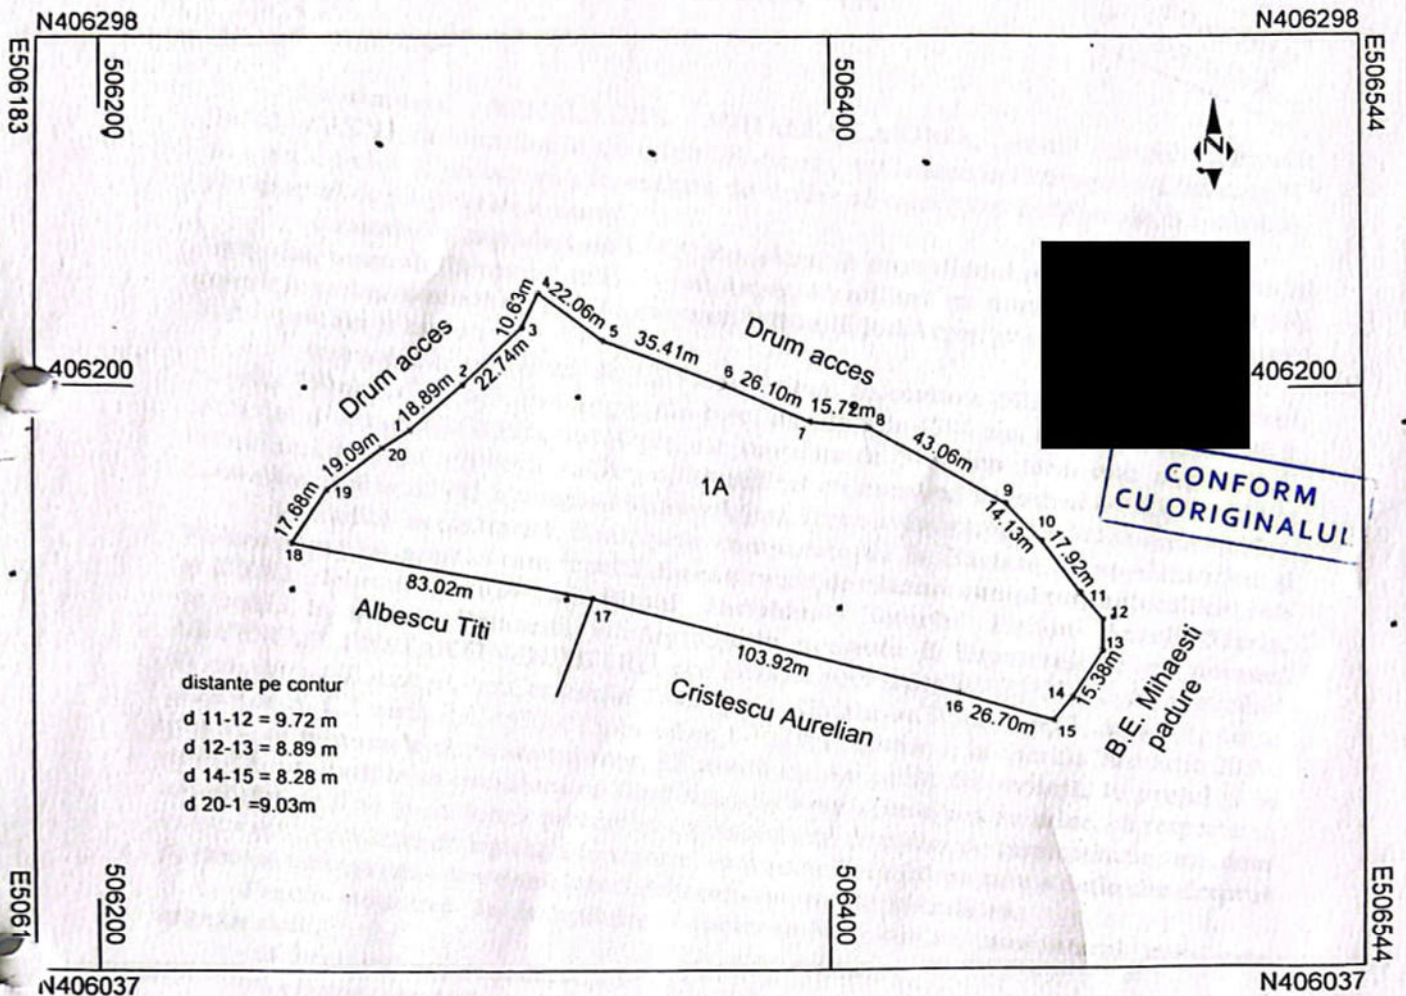 N406298
N406298
E506183
506200
506400
E506544
N
406200
406200
Drum acces
10.63m
4
22.06m
3
5
35.41m
Drum acces
22.74m
2
18.89m
6
26.10m
15.72m
7
8
43.06m
1
19.09m
20
19
17.68m
18
1A
9
14.13m
10
17.92m
11
12
13
15.38m
14
15
CONFORM
CU ORIGINALUL
83.02m
17
Albescu Titi
103.92m
16
26.70m
Cristescu Aurelian
B.E. Mihaesti
padure
distante pe contur
d 11-12 = 9.72 m
d 12-13 = 8.89 m
d 14-15 = 8.28 m
d 20-1 =9.03m
E5061
506200
506400
E506544
N406037
N406037